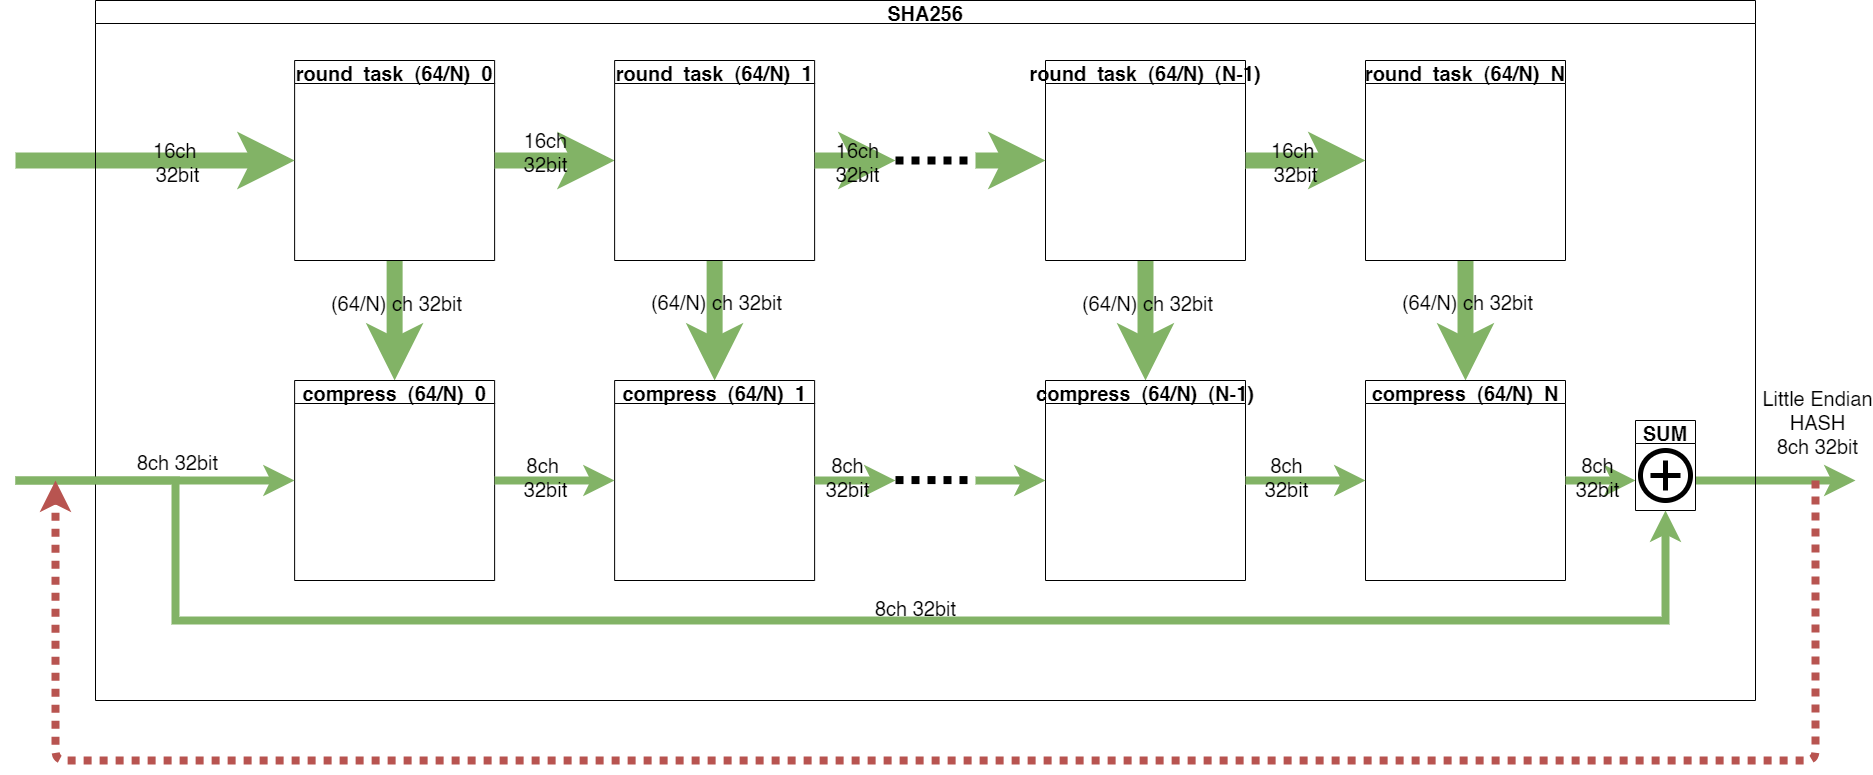 SHA256
round_task_(64/N)_0
round_task_(64/N)_1
round_task_(64/N)_(N-1)
round_task_(64/N)_N
16ch
32bit
16ch
32bit
16ch
32bit
16ch
32bit
(64/N) ch 32bit
(64/N) ch 32bit
(64/N) ch 32bit
(64/N) ch 32bit
compress_(64/N)_0
compress_(64/N)_1
compress_(64/N)_(N-1)
compress_(64/N)_N
8ch 32bit
8ch
32bit
8ch
32bit
8ch
32bit
8ch
32bit
SUM
Little Endian
HASH
8ch 32bit
8ch 32bit